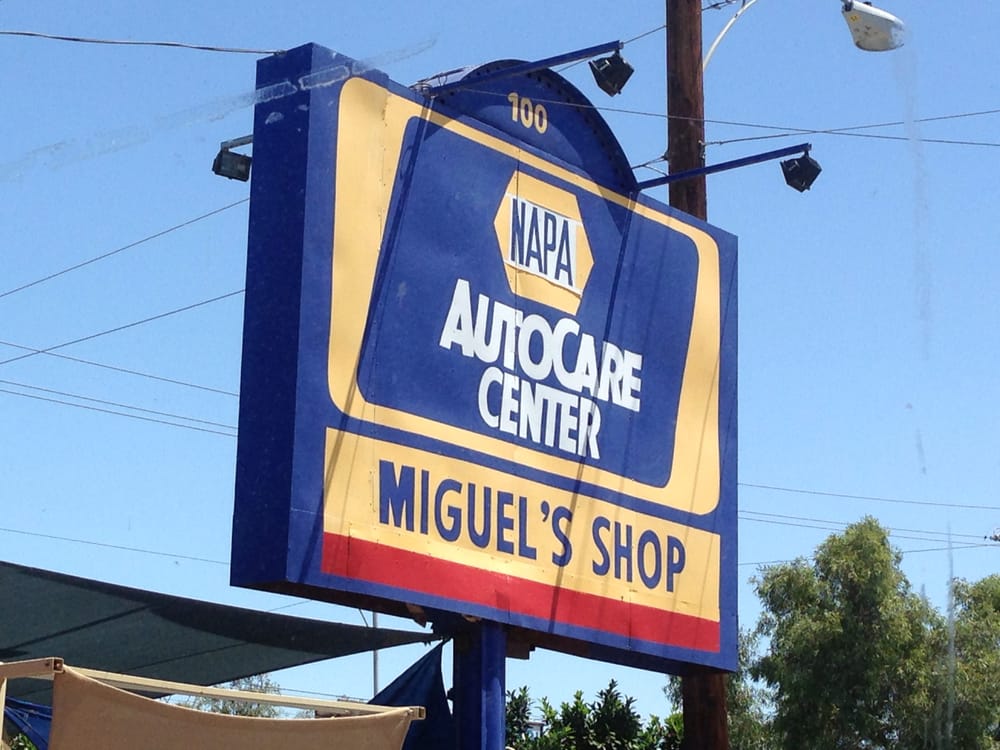 100
NAPA
AUTOCARE
CENTER
MIGUEL'S SHOP